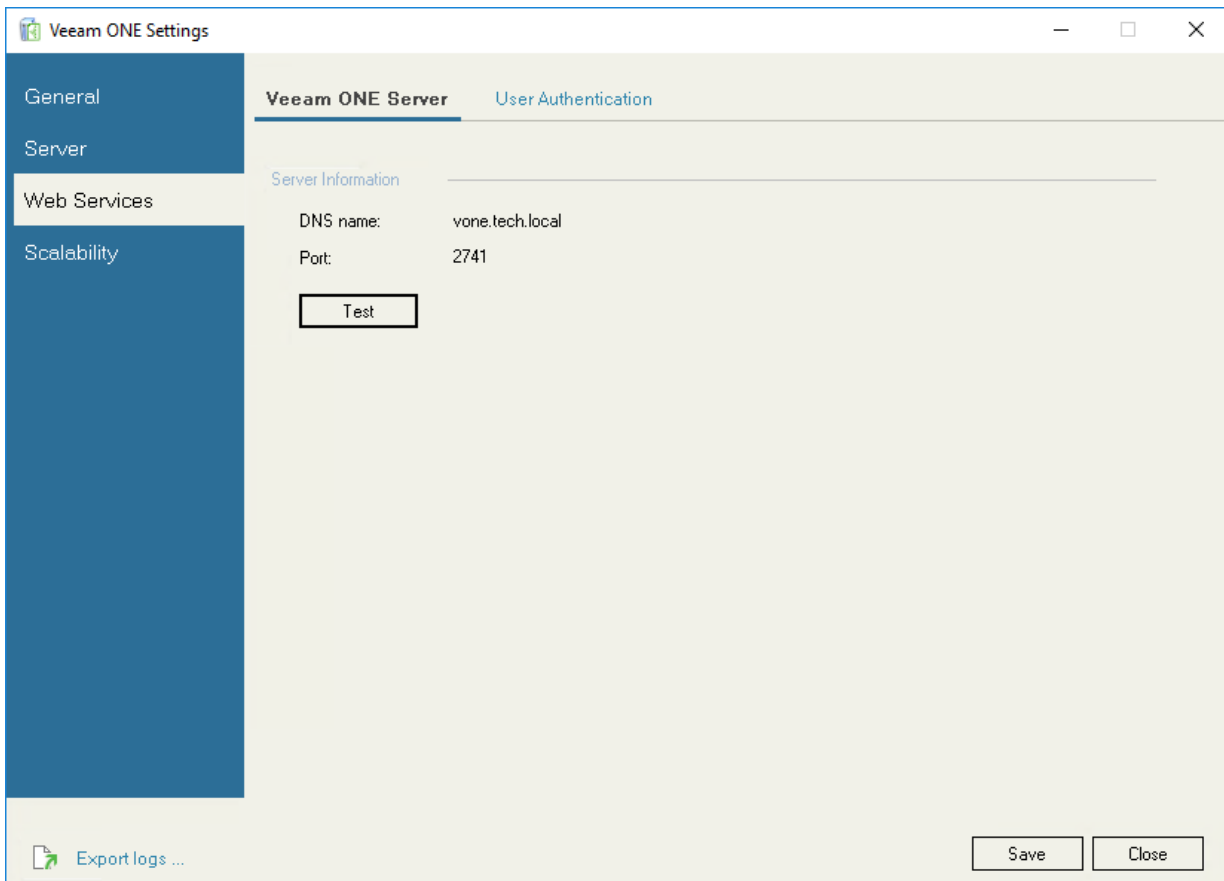 Veeam ONE Settings
General
Server
Web Services
Scalability
Veeam ONE Server User Authentication
Server Information
DNS name: vone.tech.local
Port: 2741
Test
Export logs ...
Save Close